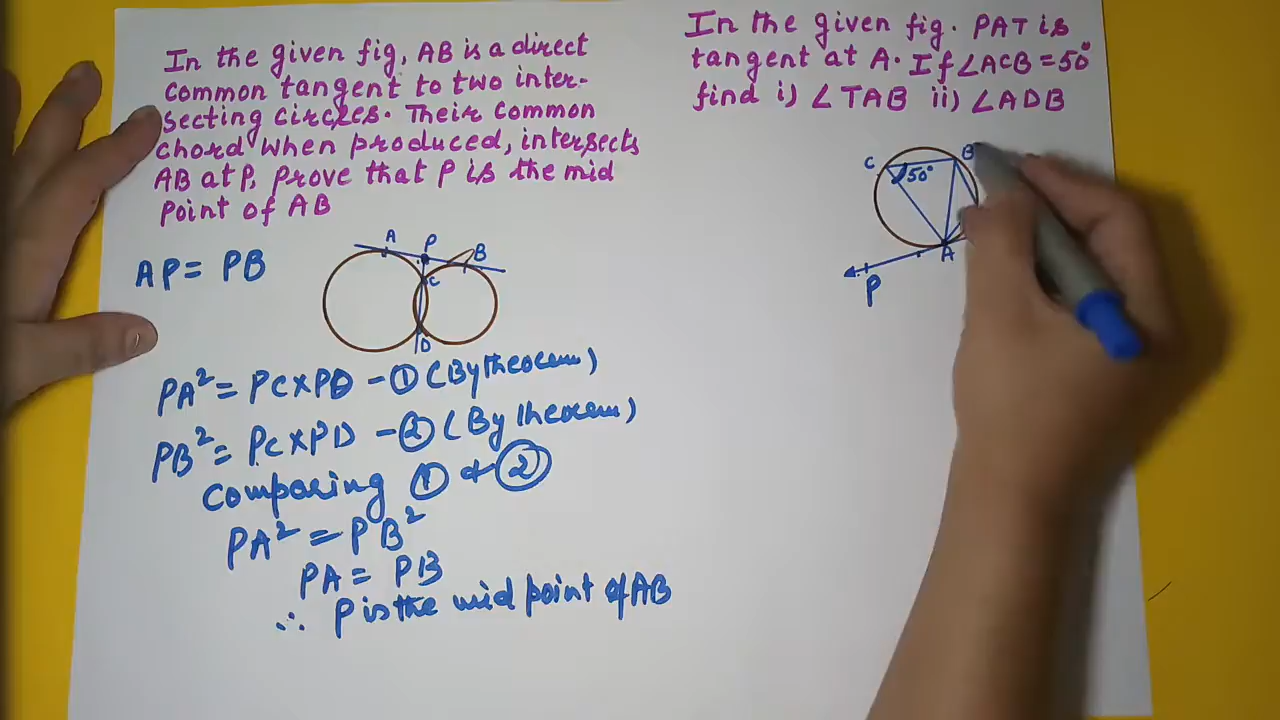 In the given fig, AB is a direct
common tangent to two inter-
secting circles. Their common
chord when produced, intersects
AB at P, prove that P is the mid
Point of AB
AP = PB
A P B
C
D
PA² = PC×PD - ① (By theorem)
PB² = PC×PD - ② (By theorem)
Comparing ① & ②
PA² = PB²
PA = PB
∴ P is the mid point of AB
In the given fig. PAT is
tangent at A. If ∠ACB = 50°
find i) ∠TAB ii) ∠ADB
C B
50°
A
P